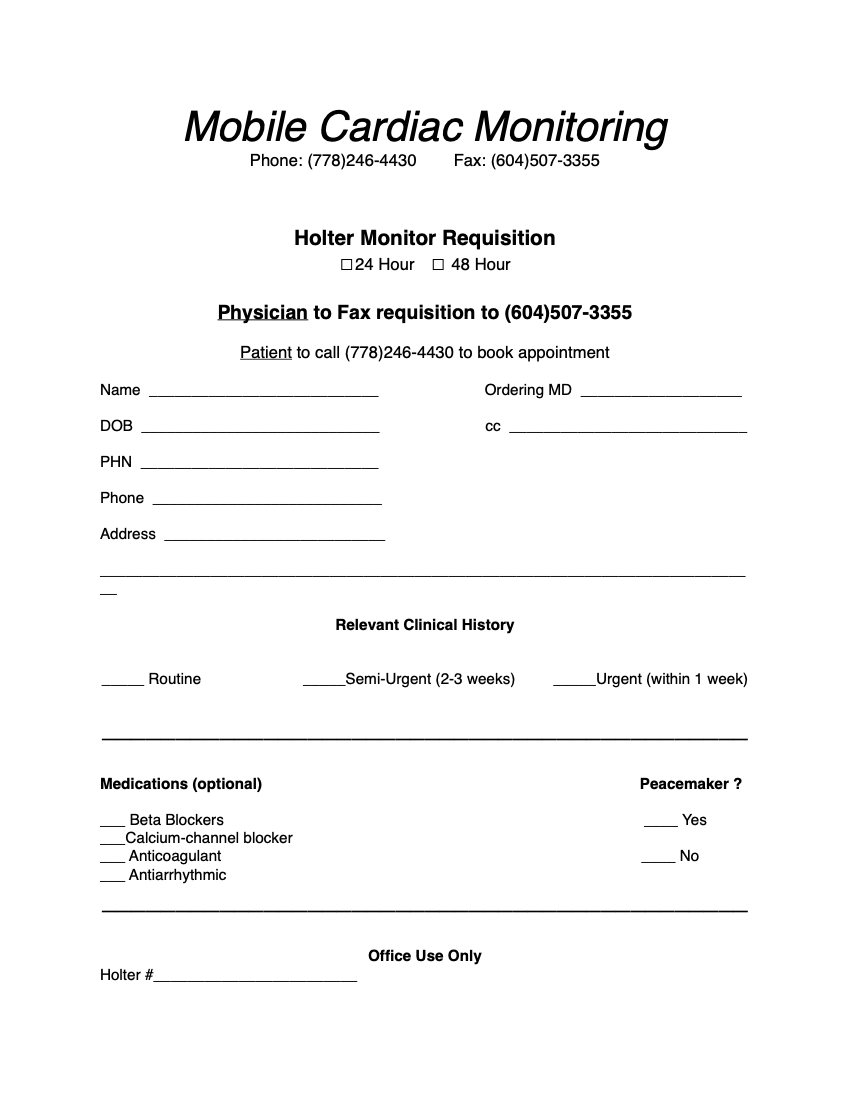 Mobile Cardiac Monitoring
Phone: (778)246-4430 Fax: (604)507-3355
Holter Monitor Requisition
☐24 Hour ☐ 48 Hour
Physician to Fax requisition to (604)507-3355
Patient to call (778)246-4430 to book appointment
Name ___________________________ Ordering MD ___________________
DOB ____________________________ cc ____________________________
PHN ____________________________
Phone ___________________________
Address __________________________
____________________________________________________________________________
__
Relevant Clinical History
_____ Routine _____Semi-Urgent (2-3 weeks) _____Urgent (within 1 week)
Medications (optional) Peacemaker ?
___ Beta Blockers ____ Yes
___Calcium-channel blocker
___ Anticoagulant ____ No
___ Antiarrhythmic
Office Use Only
Holter #________________________